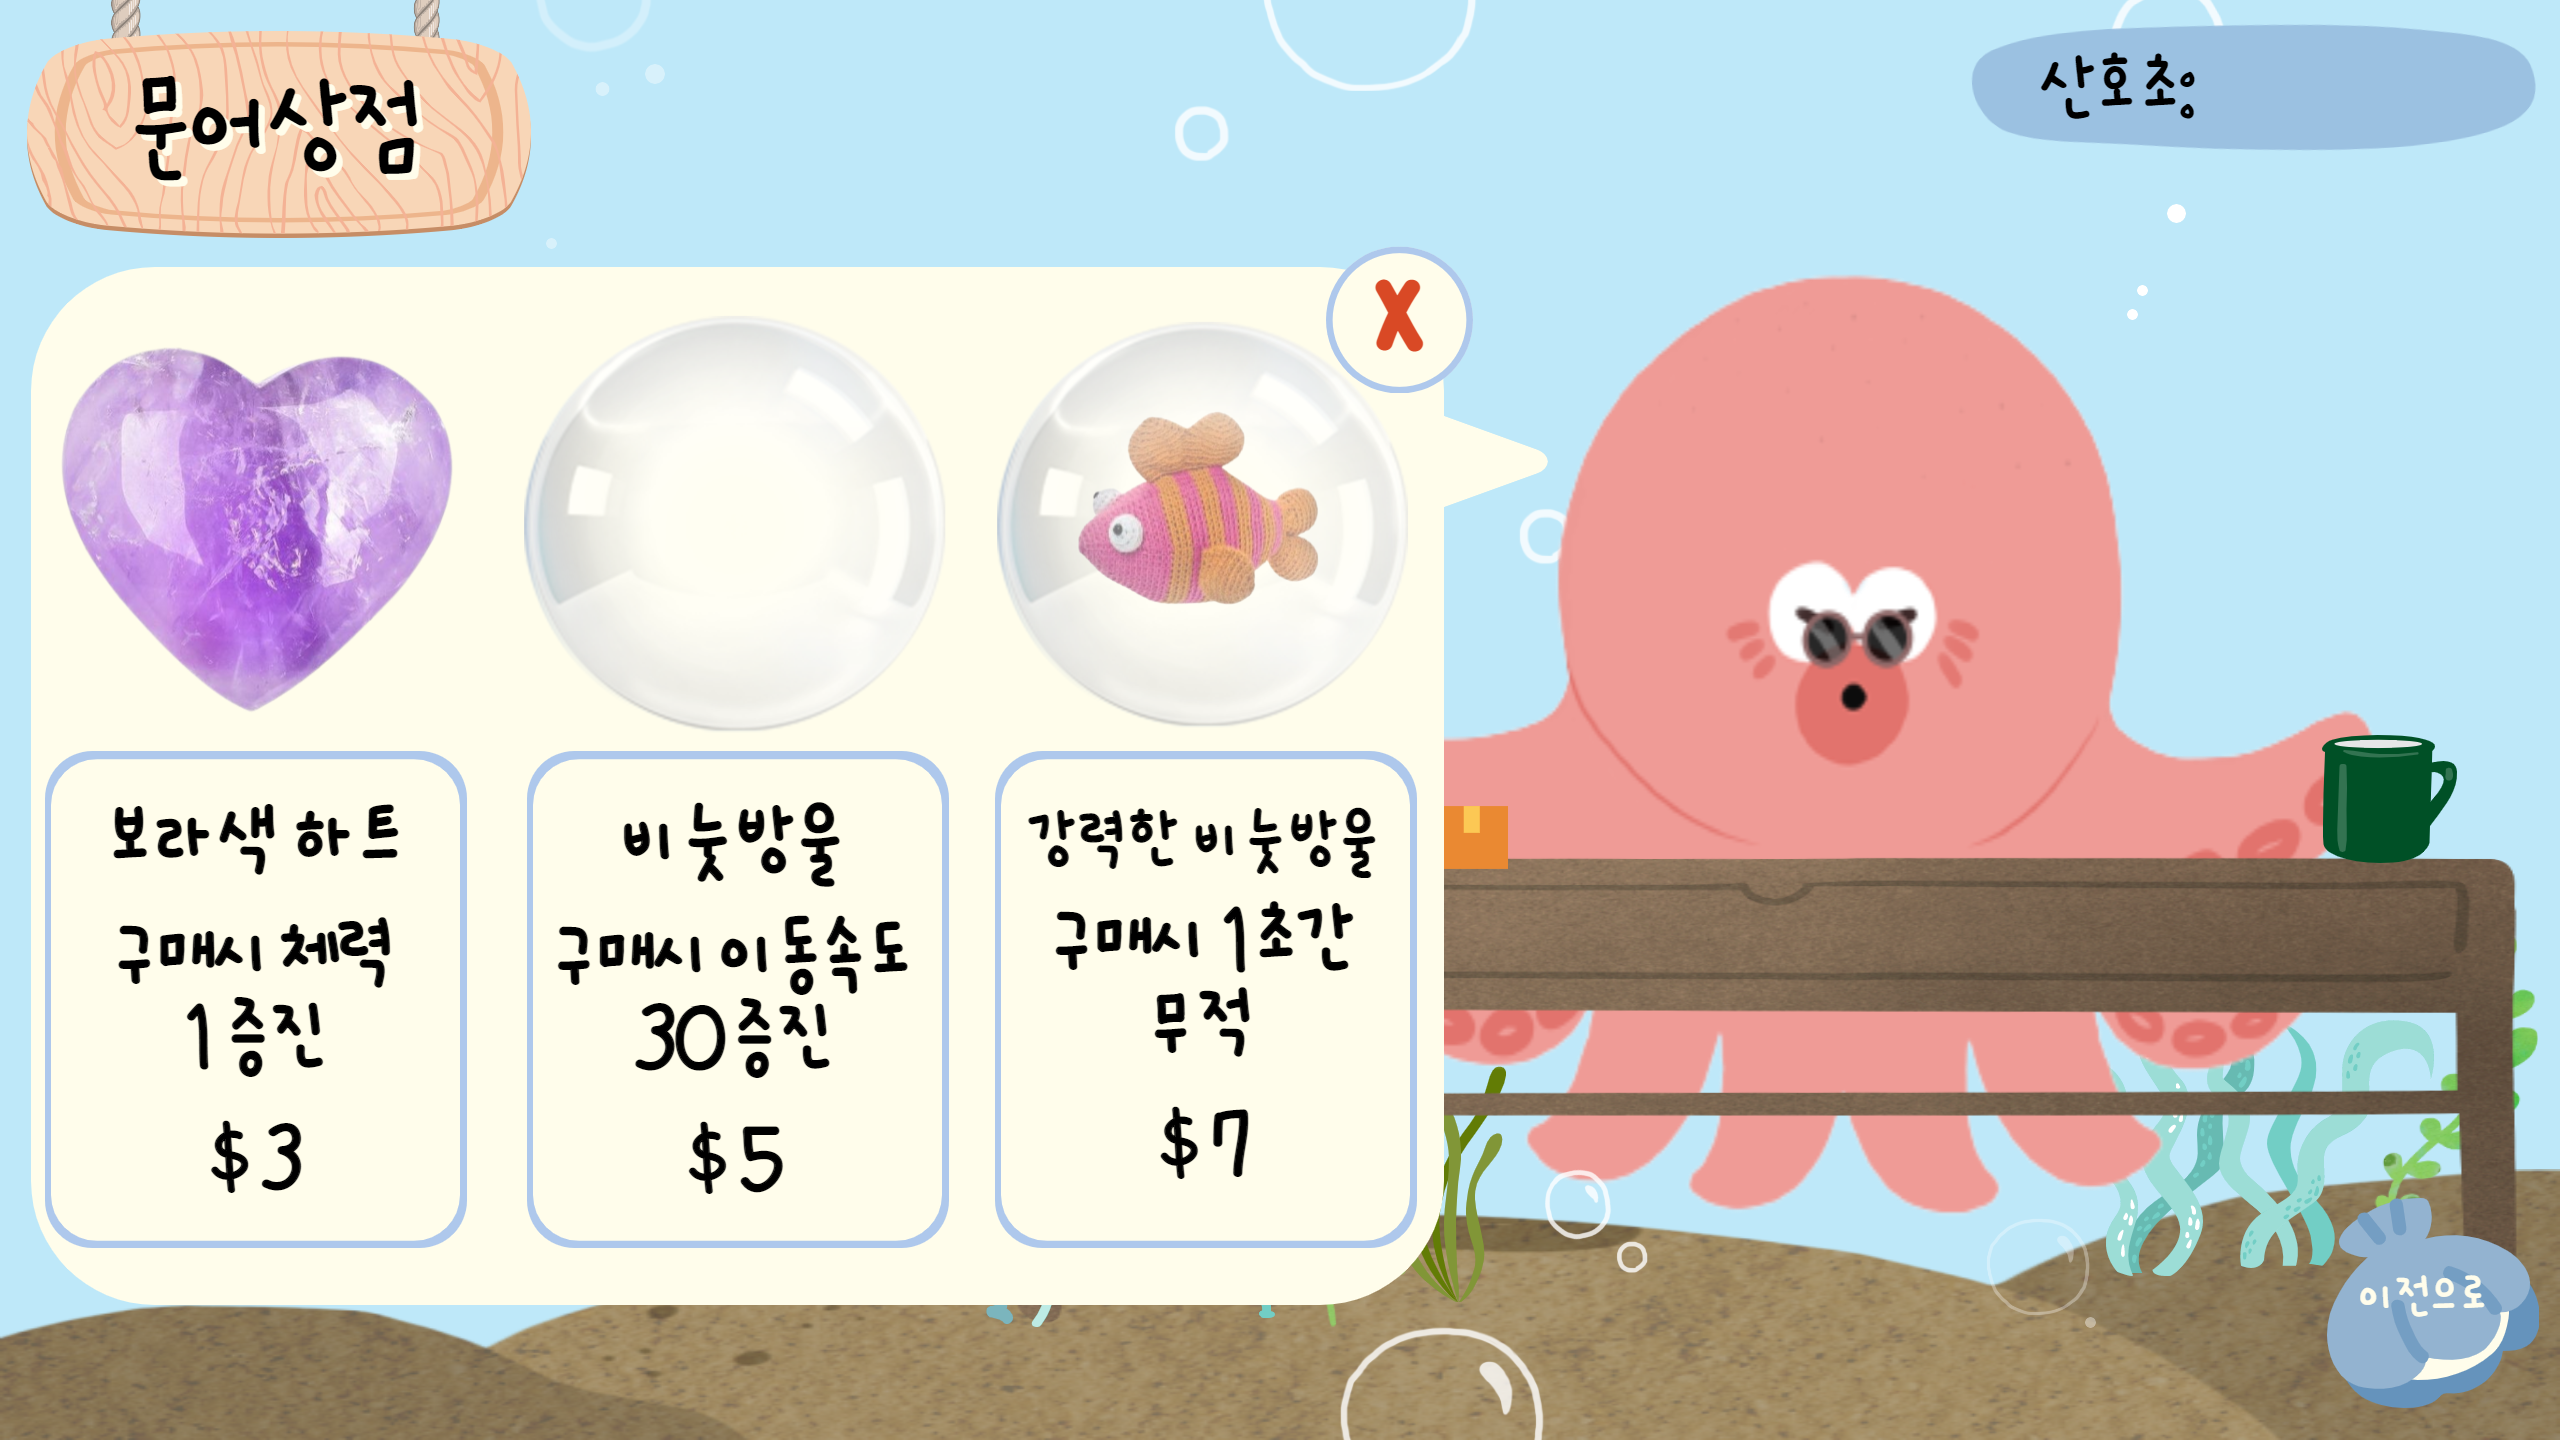 문어상점
산호초:
X
보라색 하트
구매시 체력
1 증진
$3
비눗방울
구매시 이동속도
30 증진
$5
강력한 비눗방울
구매시 1초간
무적
$7
이전으로